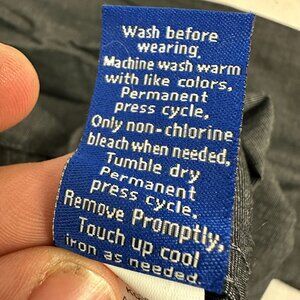 Wash before
wearing.
Machine wash warm
with like colors.
Permanent
press cycle.
Only non-chlorine
bleach when needed.
Tumble dry
Permanent
press cycle.
Remove Promptly.
Touch up cool
iron as needed.